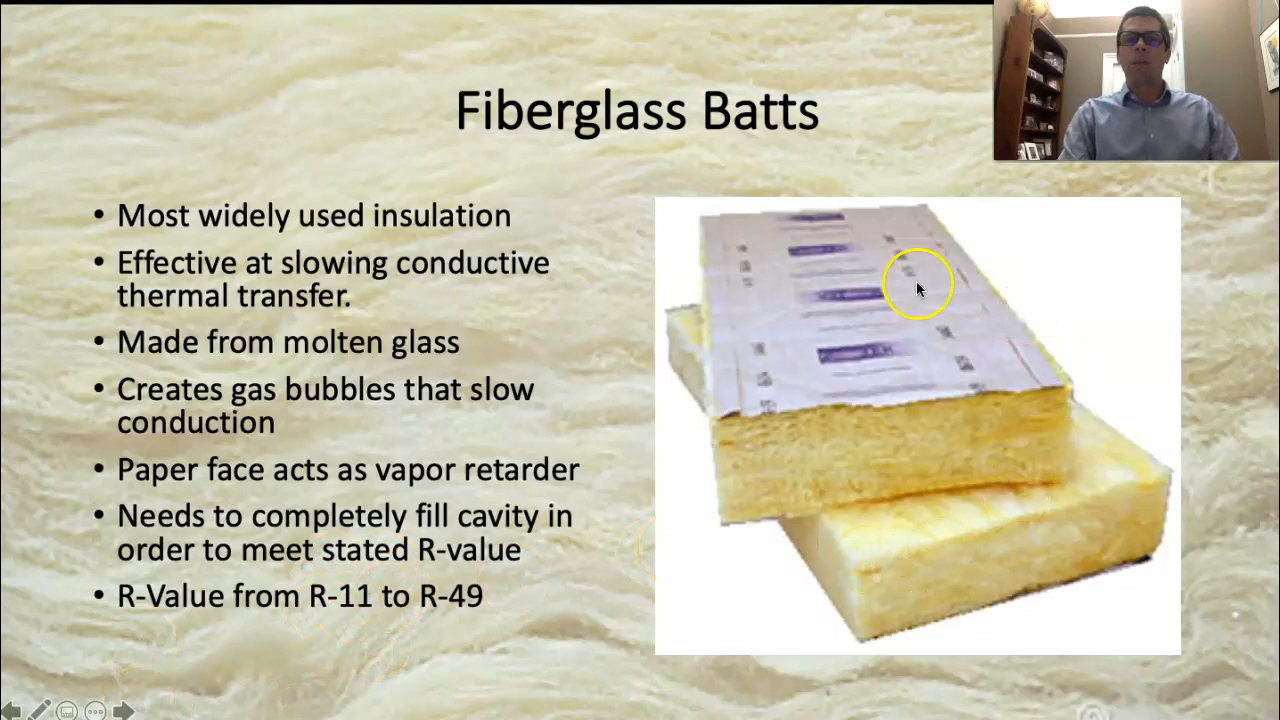 Fiberglass Batts
• Most widely used insulation
• Effective at slowing conductive
thermal transfer.
• Made from molten glass
• Creates gas bubbles that slow
conduction
• Paper face acts as vapor retarder
• Needs to completely fill cavity in
order to meet stated R-value
• R-Value from R-11 to R-49